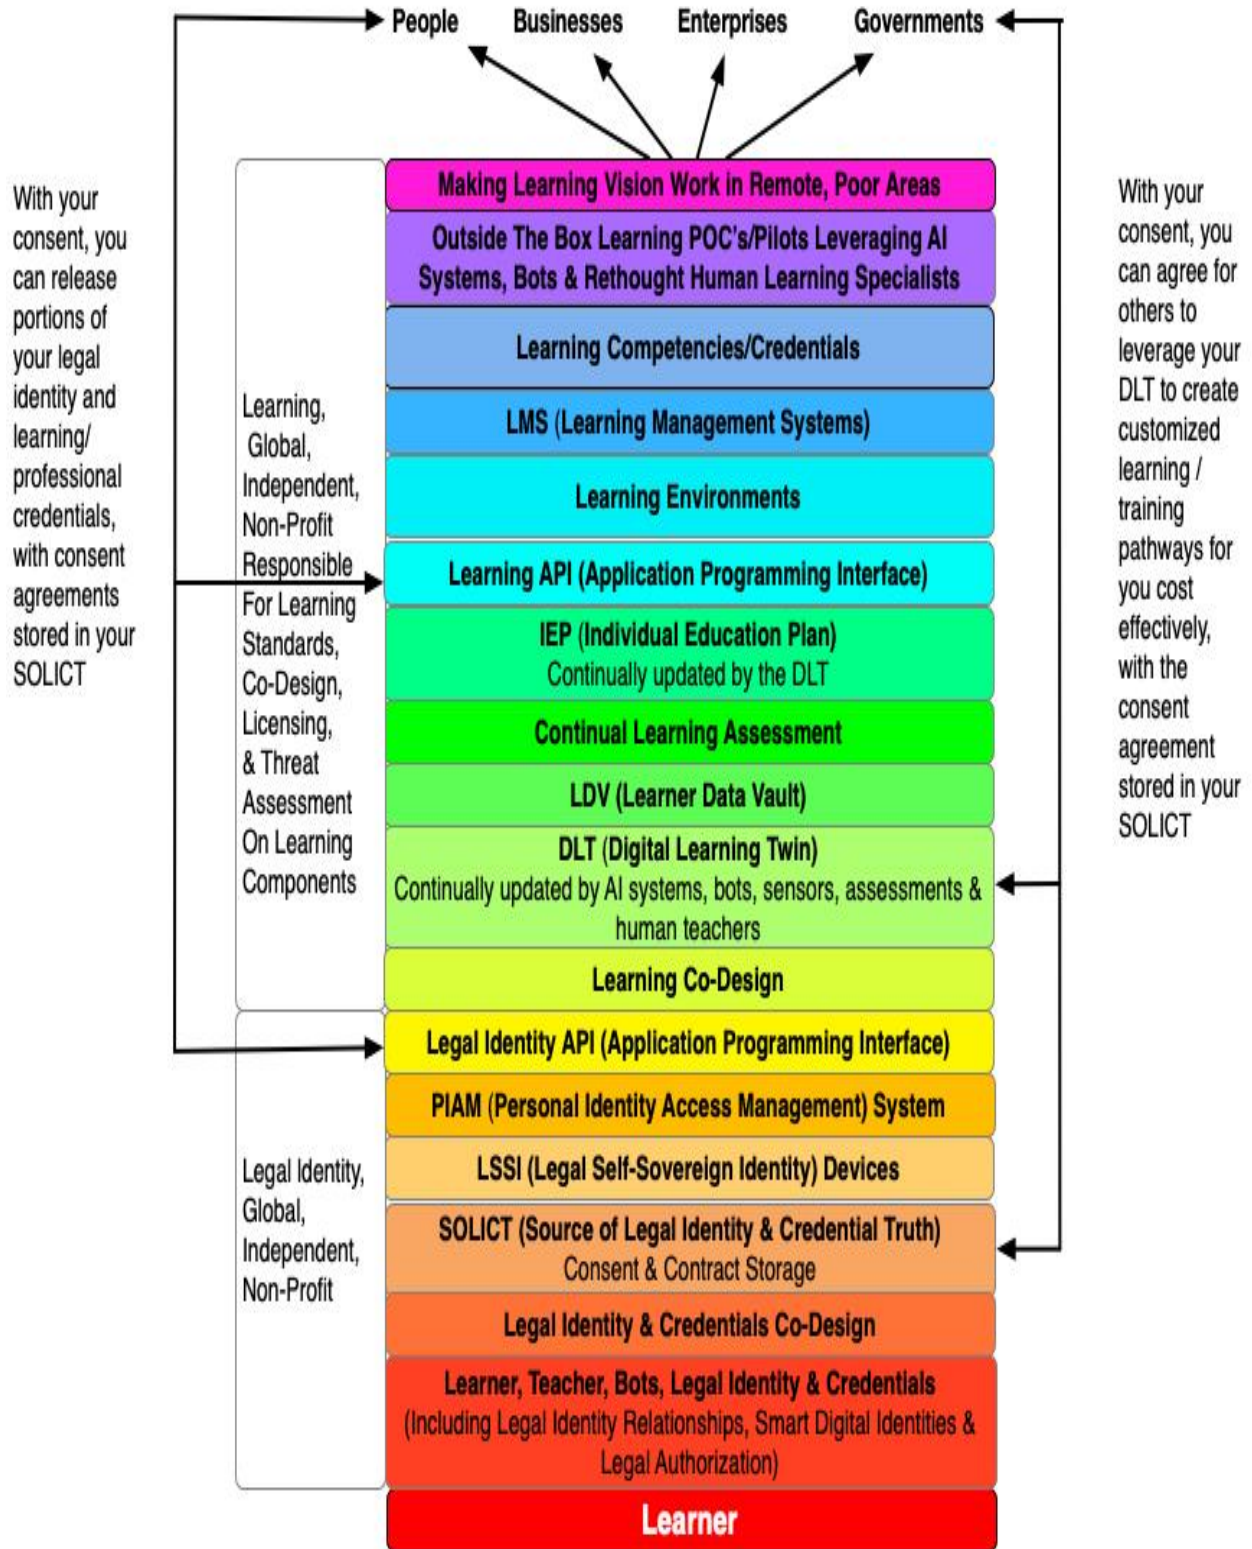 People
Businesses
Enterprises
Governments
With your
consent, you
can release
portions of
your legal
identity and
learning/
professional
credentials,
with consent
agreements
stored in your
SOLICT
Learning,
Global,
Independent,
Non-Profit
Responsible
For Learning
Standards,
Co-Design,
Licensing,
& Threat
Assessment
On Learning
Components
Legal Identity,
Global,
Independent,
Non-Profit
Making Learning Vision Work in Remote, Poor Areas
Outside The Box Learning POC's/Pilots Leveraging AI
Systems, Bots & Rethought Human Learning Specialists
Learning Competencies/Credentials
LMS (Learning Management Systems)
Learning Environments
Learning API (Application Programming Interface)
IEP (Individual Education Plan)
Continually updated by the DLT
Continual Learning Assessment
LDV (Learner Data Vault)
DLT (Digital Learning Twin)
Continually updated by AI systems, bots, sensors, assessments &
human teachers
Learning Co-Design
Legal Identity API (Application Programming Interface)
PIAM (Personal Identity Access Management) System
LSSI (Legal Self-Sovereign Identity) Devices
SOLICT (Source of Legal Identity & Credential Truth)
Consent & Contract Storage
Legal Identity & Credentials Co-Design
Learner, Teacher, Bots, Legal Identity & Credentials
(Including Legal Identity Relationships, Smart Digital Identities &
Legal Authorization)
Learner
With your
consent, you
can agree for
others to
leverage your
DLT to create
customized
learning /
training
pathways for
you cost
effectively,
with the
consent
agreement
stored in your
SOLICT